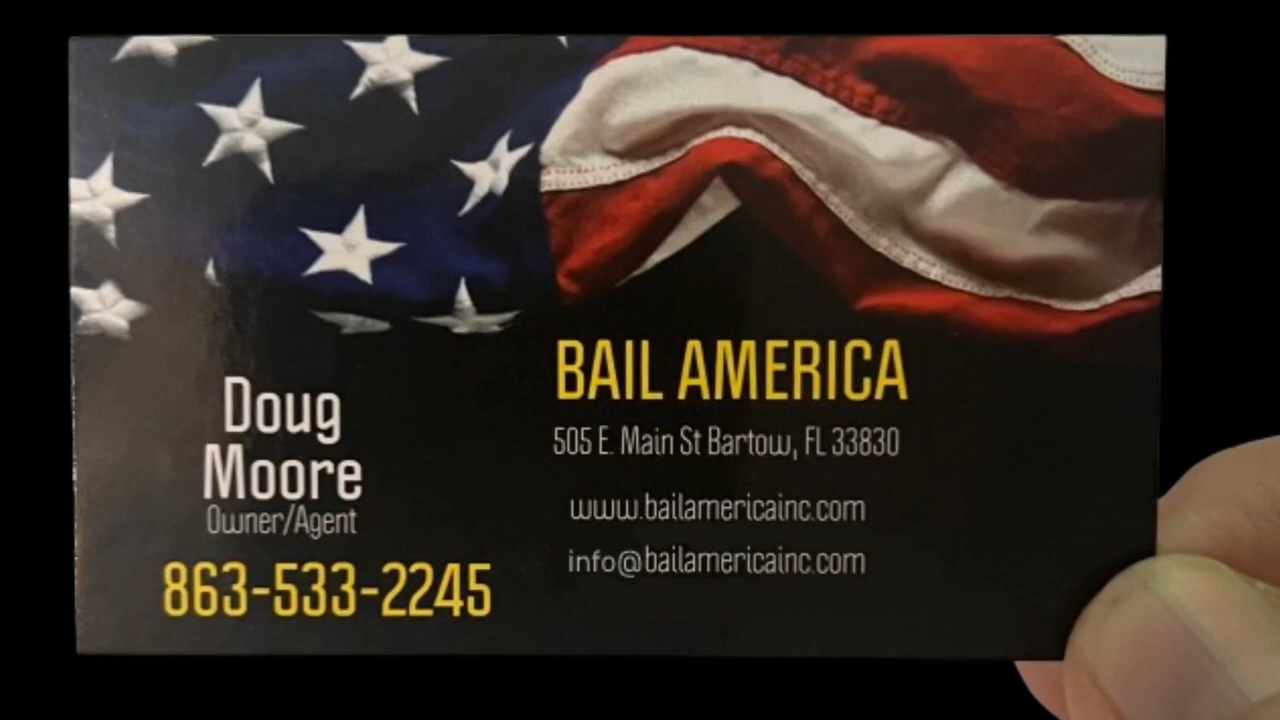 Doug
Moore
Owner/Agent
863-533-2245
BAIL AMERICA
505 E. Main St Bartow, FL 33830
www.bailamericainc.com
info@bailamericainc.com